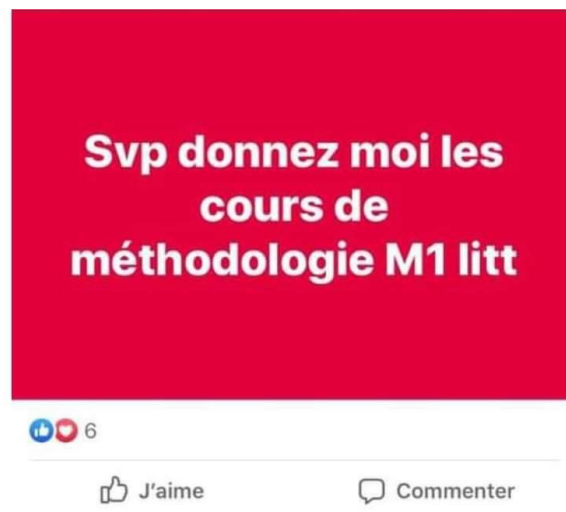 Svp donnez moi les
cours de
méthodologie M1 litt
6
J'aime
Commenter